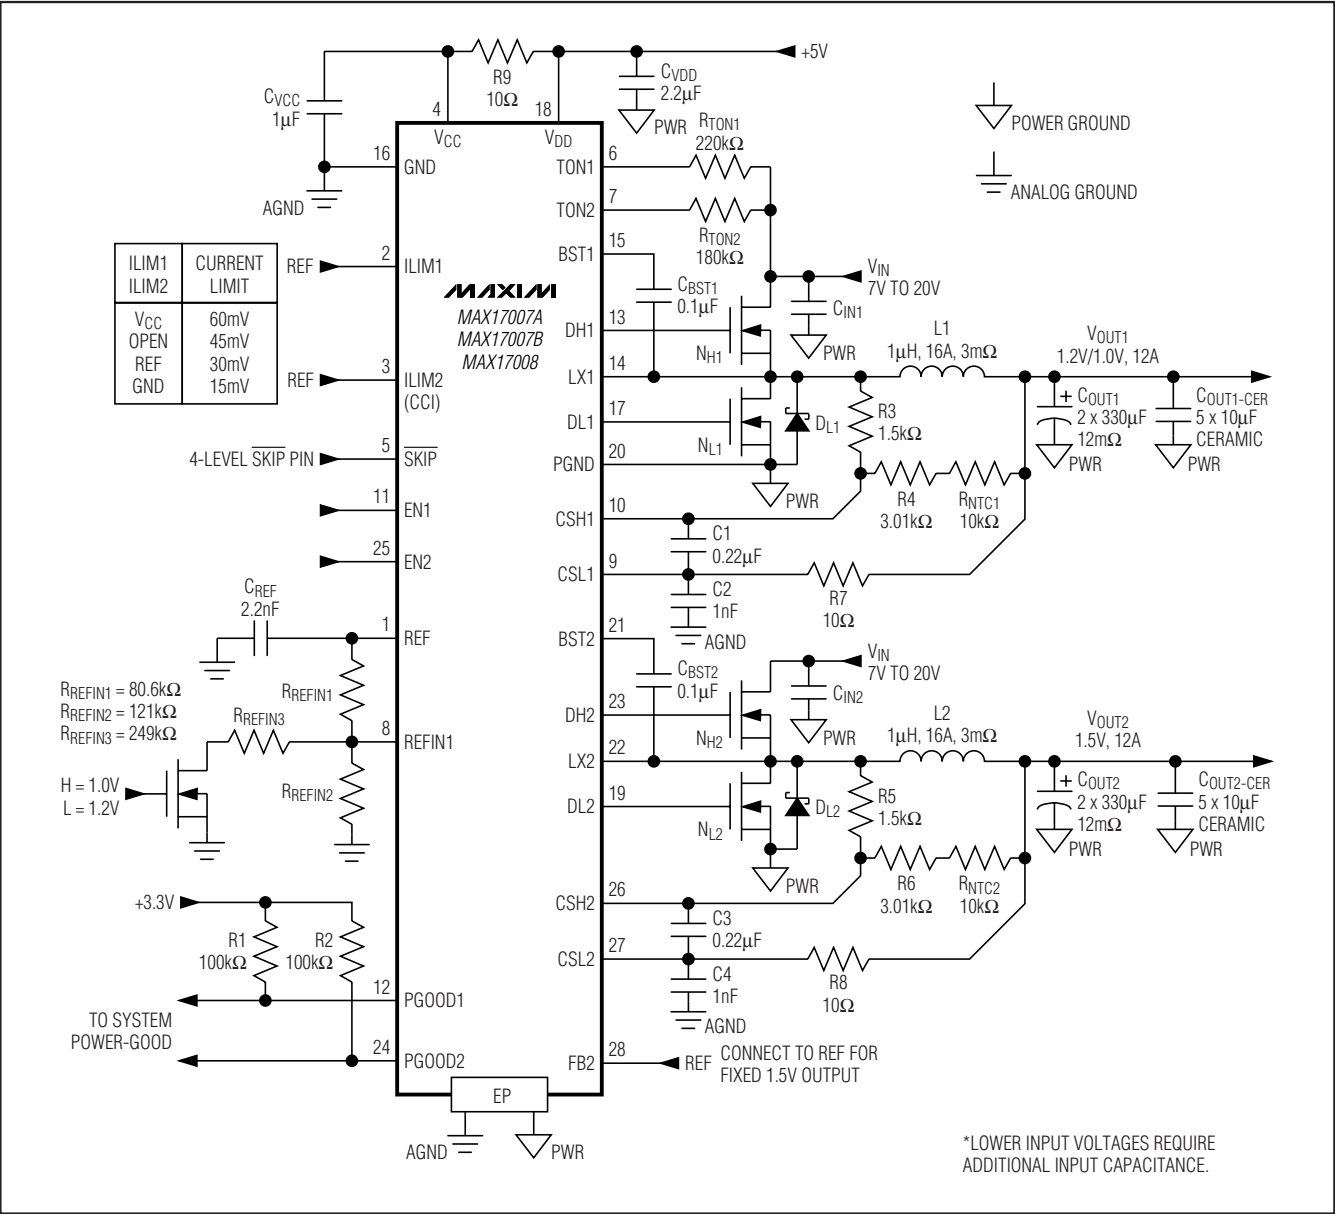 +5V
R9
10Ω
CVDD
2.2µF
PWR
CVCC
1µF
4
18
VCC
VDD
RTON1
220kΩ
POWER GROUND
ANALOG GROUND
16
GND
AGND
TON1
6
TON2
7
RTON2
180kΩ
BST1
15
CBST1
0.1µF
VIN
7V TO 20V
CIN1
PWR
ILIM1
ILIM2
CURRENT
LIMIT
VCC
60mV
OPEN
45mV
REF
30mV
GND
15mV
REF
2
ILIM1
MAXIM
MAX17007A
MAX17007B
MAX17008
DH1
13
NH1
LX1
14
L1
1µH, 16A, 3mΩ
VOUT1
1.2V/1.0V, 12A
REF
3
ILIM2
(CCI)
DL1
17
NL1
DL1
R3
1.5kΩ
+
COUT1
2 x 330µF
12mΩ
PWR
COUT1-CER
5 x 10µF
CERAMIC
PWR
4-LEVEL SKIP PIN
5
SKIP
PGND
20
PWR
R4
3.01kΩ
RNTC1
10kΩ
11
EN1
CSH1
10
C1
0.22µF
25
EN2
CSL1
9
R7
10Ω
C2
1nF
AGND
CREF
2.2nF
1
REF
BST2
21
CBST2
0.1µF
VIN
7V TO 20V
CIN2
PWR
RREFIN1 = 80.6kΩ
RREFIN2 = 121kΩ
RREFIN3 = 249kΩ
RREFIN1
RREFIN3
8
REFIN1
DH2
23
NH2
LX2
22
L2
1µH, 16A, 3mΩ
VOUT2
1.5V, 12A
H = 1.0V
L = 1.2V
RREFIN2
DL2
19
NL2
DL2
R5
1.5kΩ
+
COUT2
2 x 330µF
12mΩ
PWR
COUT2-CER
5 x 10µF
CERAMIC
PWR
PWR
R6
3.01kΩ
RNTC2
10kΩ
+3.3V
R1
100kΩ
R2
100kΩ
CSH2
26
C3
0.22µF
CSL2
27
R8
10Ω
C4
1nF
AGND
12
PGOOD1
TO SYSTEM
POWER-GOOD
24
PGOOD2
FB2
28
REF
CONNECT TO REF FOR
FIXED 1.5V OUTPUT
EP
AGND
PWR
*LOWER INPUT VOLTAGES REQUIRE
ADDITIONAL INPUT CAPACITANCE.